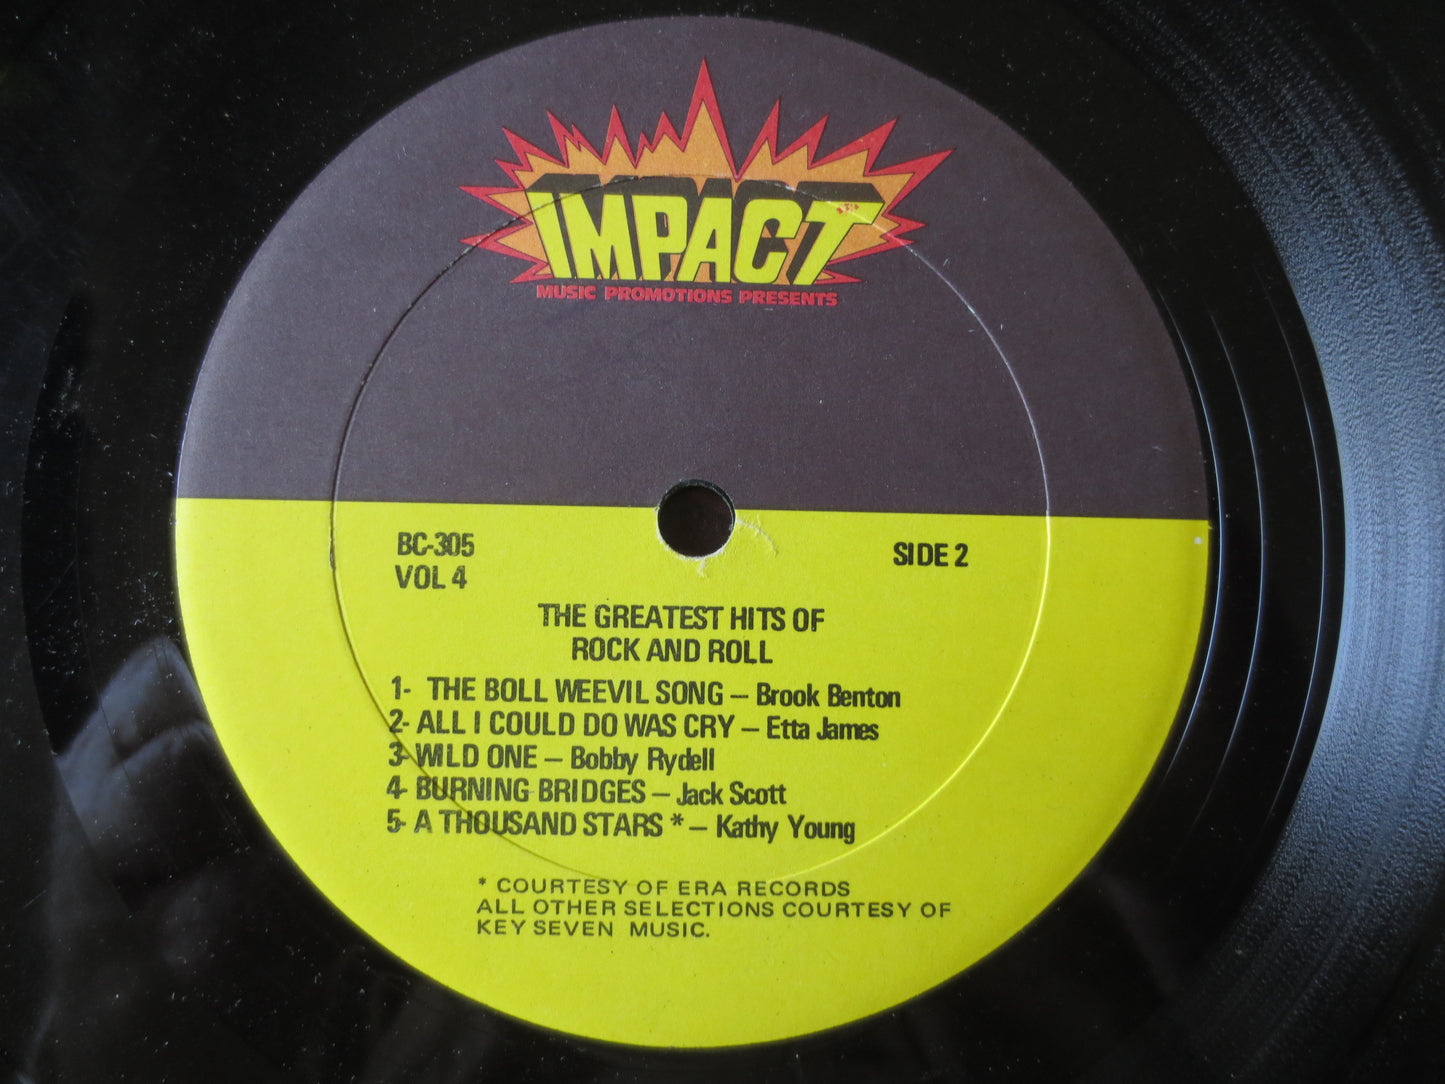 IMPACT
MUSIC PROMOTIONS PRESENTS
BC-305 SIDE 2
VOL 4
THE GREATEST HITS OF
ROCK AND ROLL
1- THE BOLL WEEVIL SONG – Brook Benton
2- ALL I COULD DO WAS CRY – Etta James
3- WILD ONE – Bobby Rydell
4- BURNING BRIDGES – Jack Scott
5- A THOUSAND STARS * – Kathy Young
* COURTESY OF ERA RECORDS
ALL OTHER SELECTIONS COURTESY OF
KEY SEVEN MUSIC.